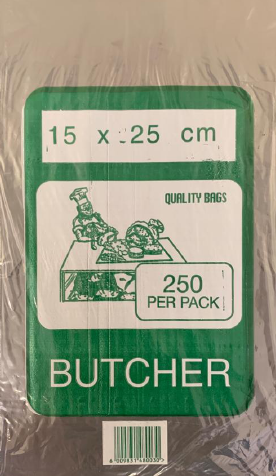 15 x 25 cm
QUALITY BAGS
250
PER PACK
BUTCHER